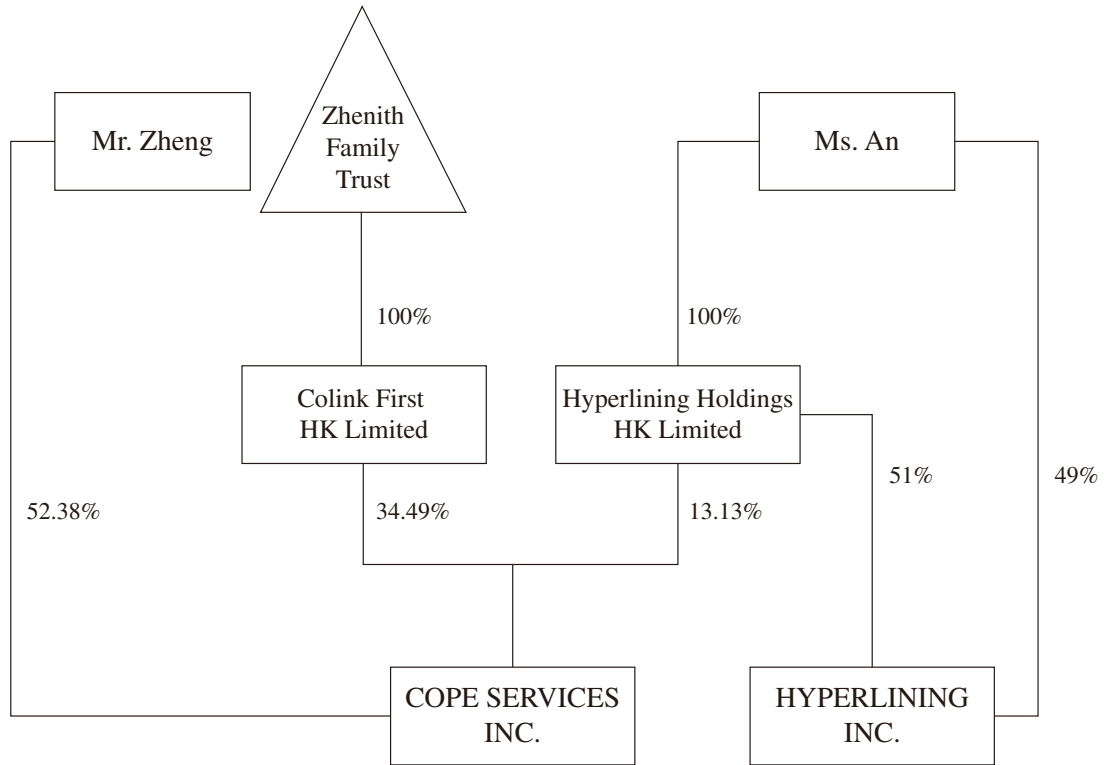 Zhenith
Family
Trust
Mr. Zheng
Ms. An
100%
100%
Colink First
HK Limited
Hyperlining Holdings
HK Limited
51%
49%
52.38%
34.49%
13.13%
COPE SERVICES
INC.
HYPERLINING
INC.